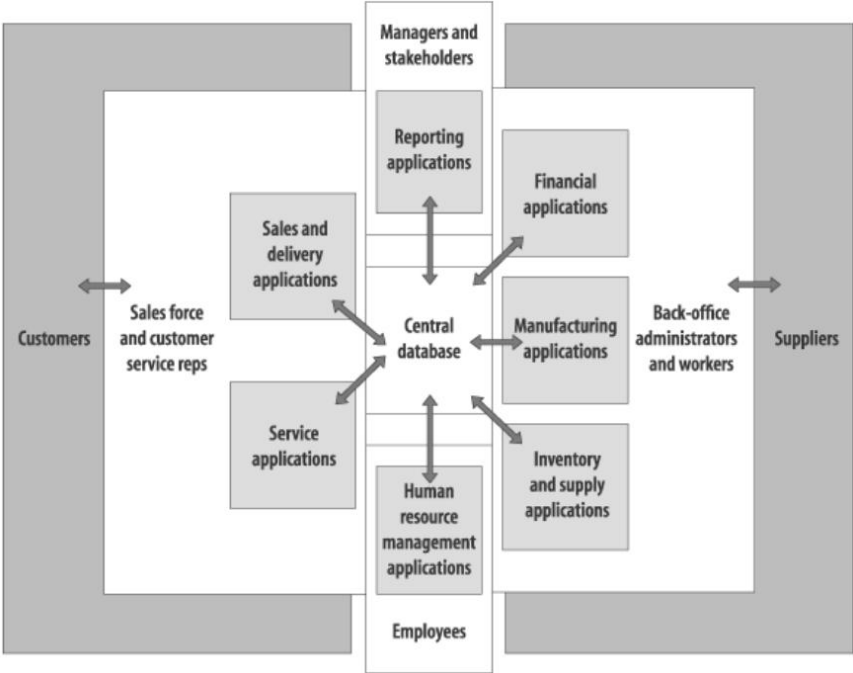 Managers and
stakeholders
Reporting
applications
Financial
applications
Sales and
delivery
applications
Customers
Sales force
and customer
service reps
Central
database
Manufacturing
applications
Back-office
administrators
and workers
Suppliers
Service
applications
Inventory
and supply
applications
Human
resource
management
applications
Employees